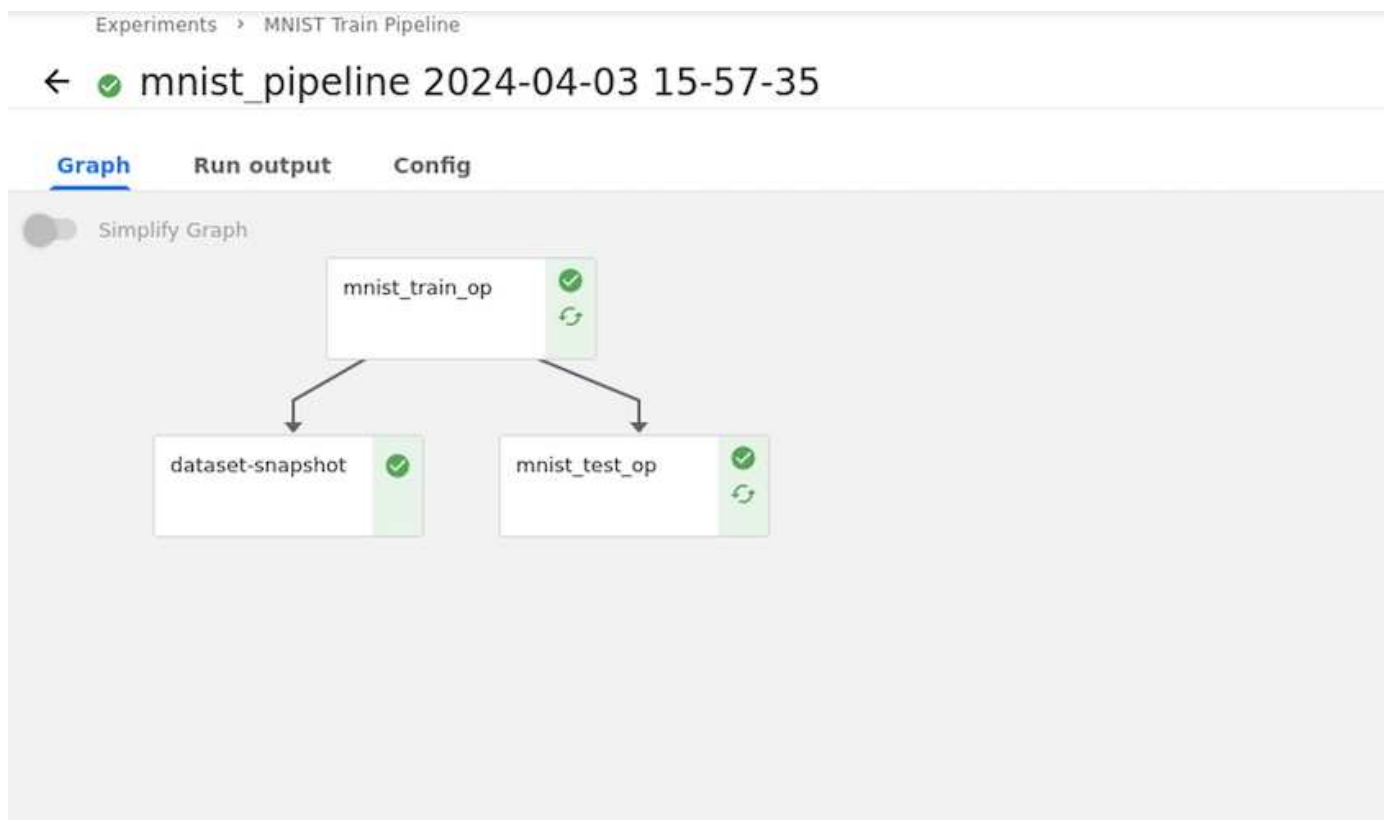 Experiments > MNIST Train Pipeline
mnist_pipeline 2024-04-03 15-57-35
Graph Run output Config
Simplify Graph
mnist_train_op
dataset-snapshot mnist_test_op